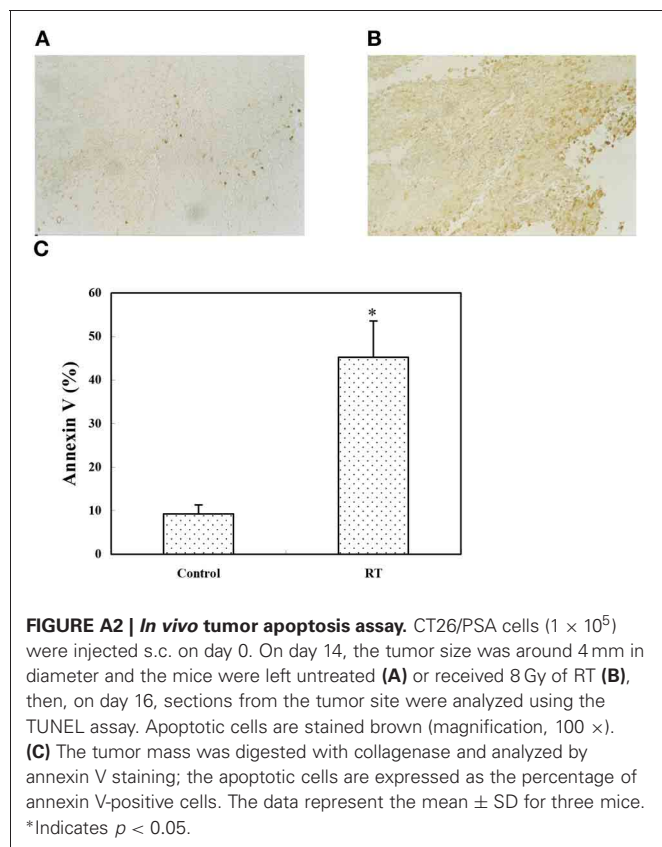 A
B
C
60
50
40
30
20
10
0
Annexin V (%)
*
Control
RT
FIGURE A2 | In vivo tumor apoptosis assay. CT26/PSA cells (1 × 10⁵)
were injected s.c. on day 0. On day 14, the tumor size was around 4 mm in
diameter and the mice were left untreated (A) or received 8 Gy of RT (B),
then, on day 16, sections from the tumor site were analyzed using the
TUNEL assay. Apoptotic cells are stained brown (magnification, 100 ×).
(C) The tumor mass was digested with collagenase and analyzed by
annexin V staining; the apoptotic cells are expressed as the percentage of
annexin V-positive cells. The data represent the mean ± SD for three mice.
*Indicates p < 0.05.